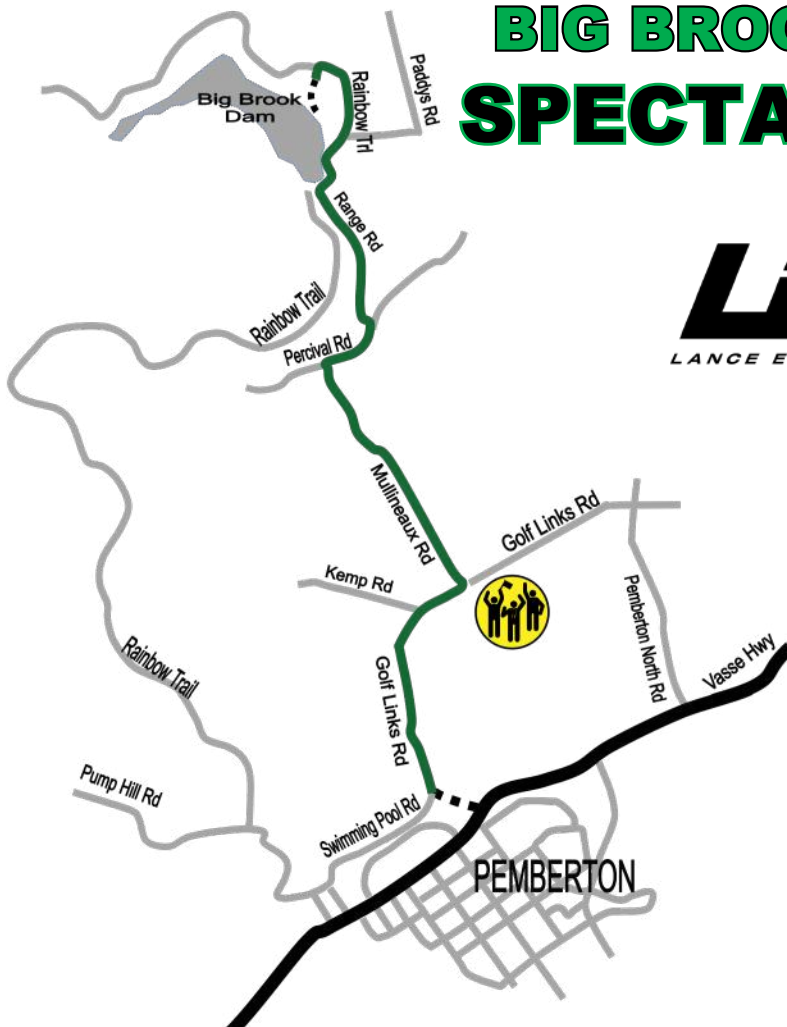 BIG BROO
SPECTA
Paddys Rd
Rainbow Trl
Big Brook
Dam
Range Rd
Rainbow Trail
Percival Rd
LANCE E
Mullineaux Rd
Golf Links Rd
Kemp Rd
Pemberton North Rd
Rainbow Trail
Golf Links Rd
Vasse Hwy
Pump Hill Rd
Swimming Pool Rd
PEMBERTON